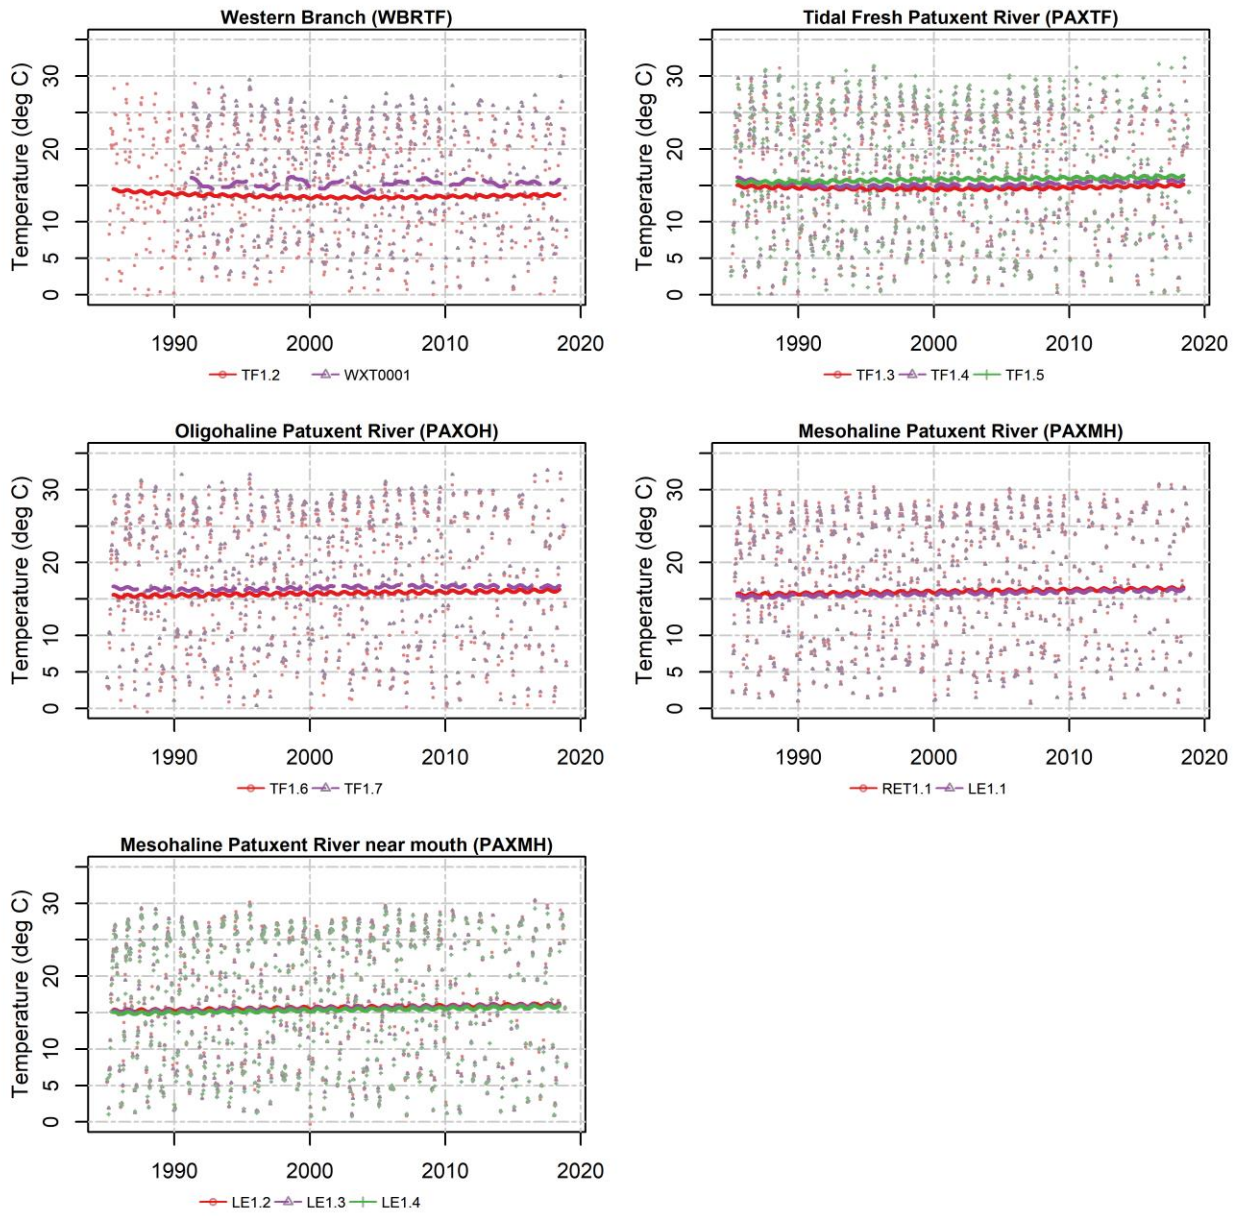 Western Branch (WBRTF)
Temperature (deg C)
0 5 10 20 30
1990 2000 2010 2020
TF1.2 WXT0001
Tidal Fresh Patuxent River (PAXTF)
Temperature (deg C)
0 5 10 20 30
1990 2000 2010 2020
TF1.3 TF1.4 TF1.5
Oligohaline Patuxent River (PAXOH)
Temperature (deg C)
0 5 10 20 30
1990 2000 2010 2020
TF1.6 TF1.7
Mesohaline Patuxent River (PAXMH)
Temperature (deg C)
0 5 10 20 30
1990 2000 2010 2020
RET1.1 LE1.1
Mesohaline Patuxent River near mouth (PAXMH)
Temperature (deg C)
0 5 10 20 30
1990 2000 2010 2020
LE1.2 LE1.3 LE1.4